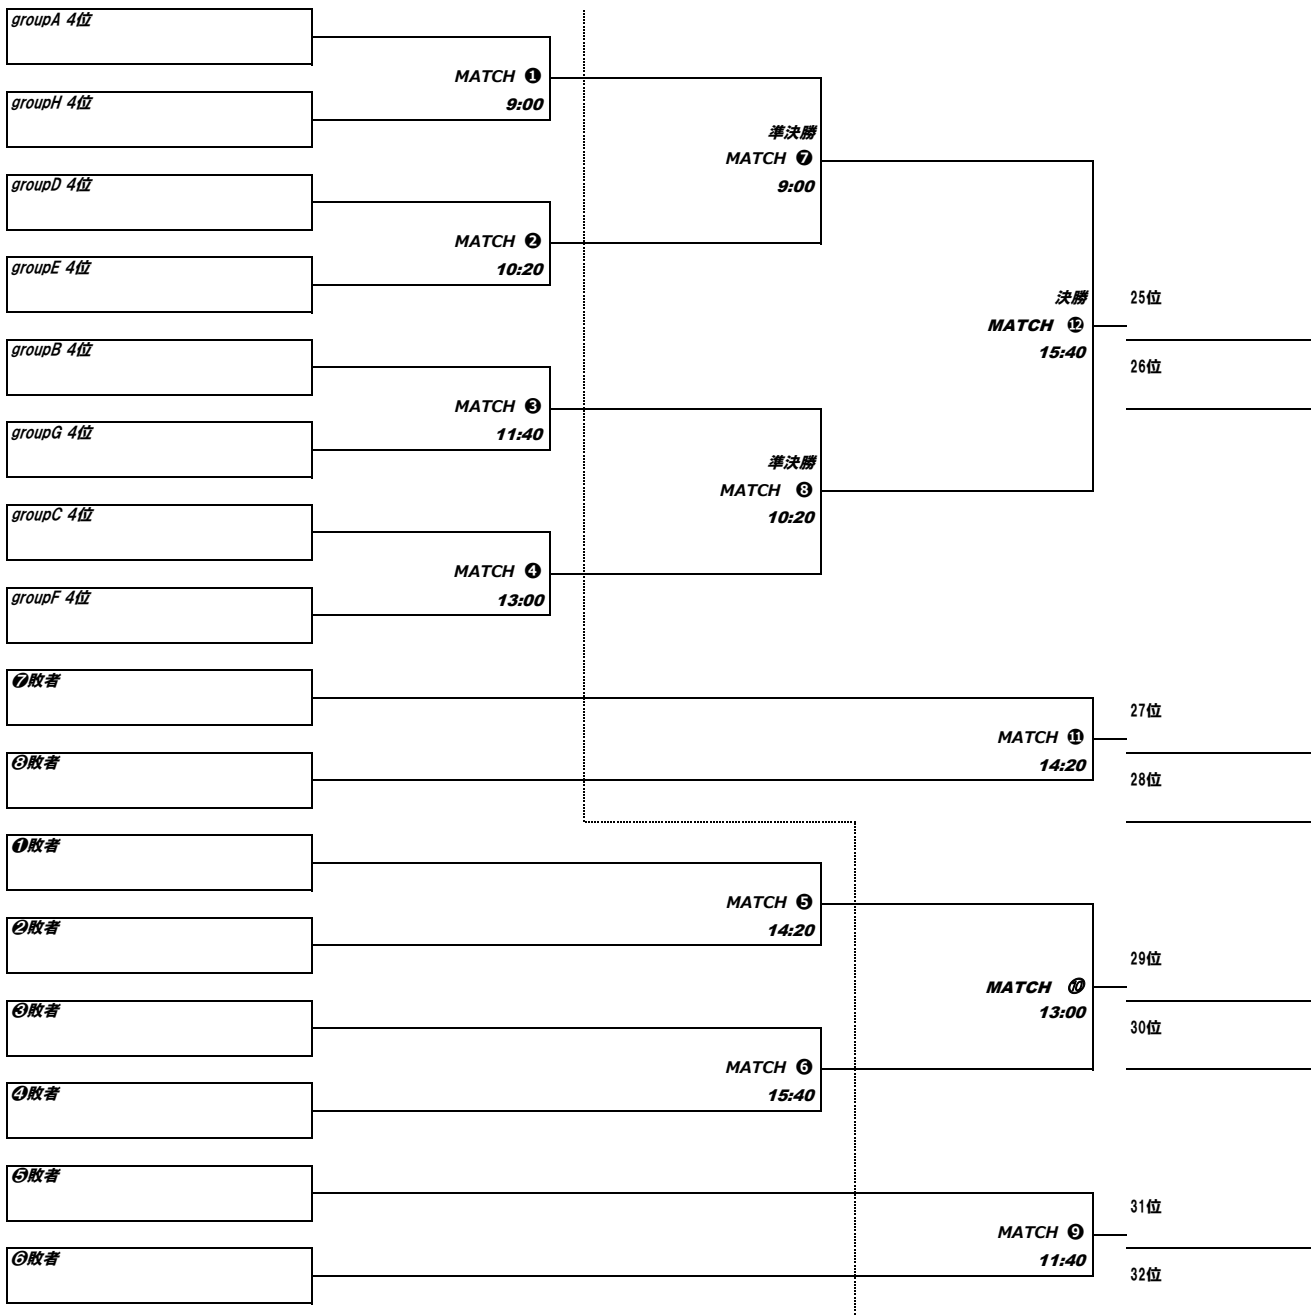 groupA 4位
MATCH ❶
9:00
groupH 4位
準決勝
MATCH ❼
9:00
groupD 4位
MATCH ❷
10:20
groupE 4位
決勝
MATCH ⓬
15:40
25位
26位
groupB 4位
MATCH ❸
11:40
groupG 4位
準決勝
MATCH ❽
10:20
groupC 4位
MATCH ❹
13:00
groupF 4位
❼敗者
MATCH ⓫
14:20
27位
28位
❽敗者
❶敗者
MATCH ❺
14:20
❷敗者
MATCH ❿
13:00
29位
30位
❸敗者
MATCH ❻
15:40
❹敗者
❺敗者
MATCH ❾
11:40
31位
32位
❻敗者